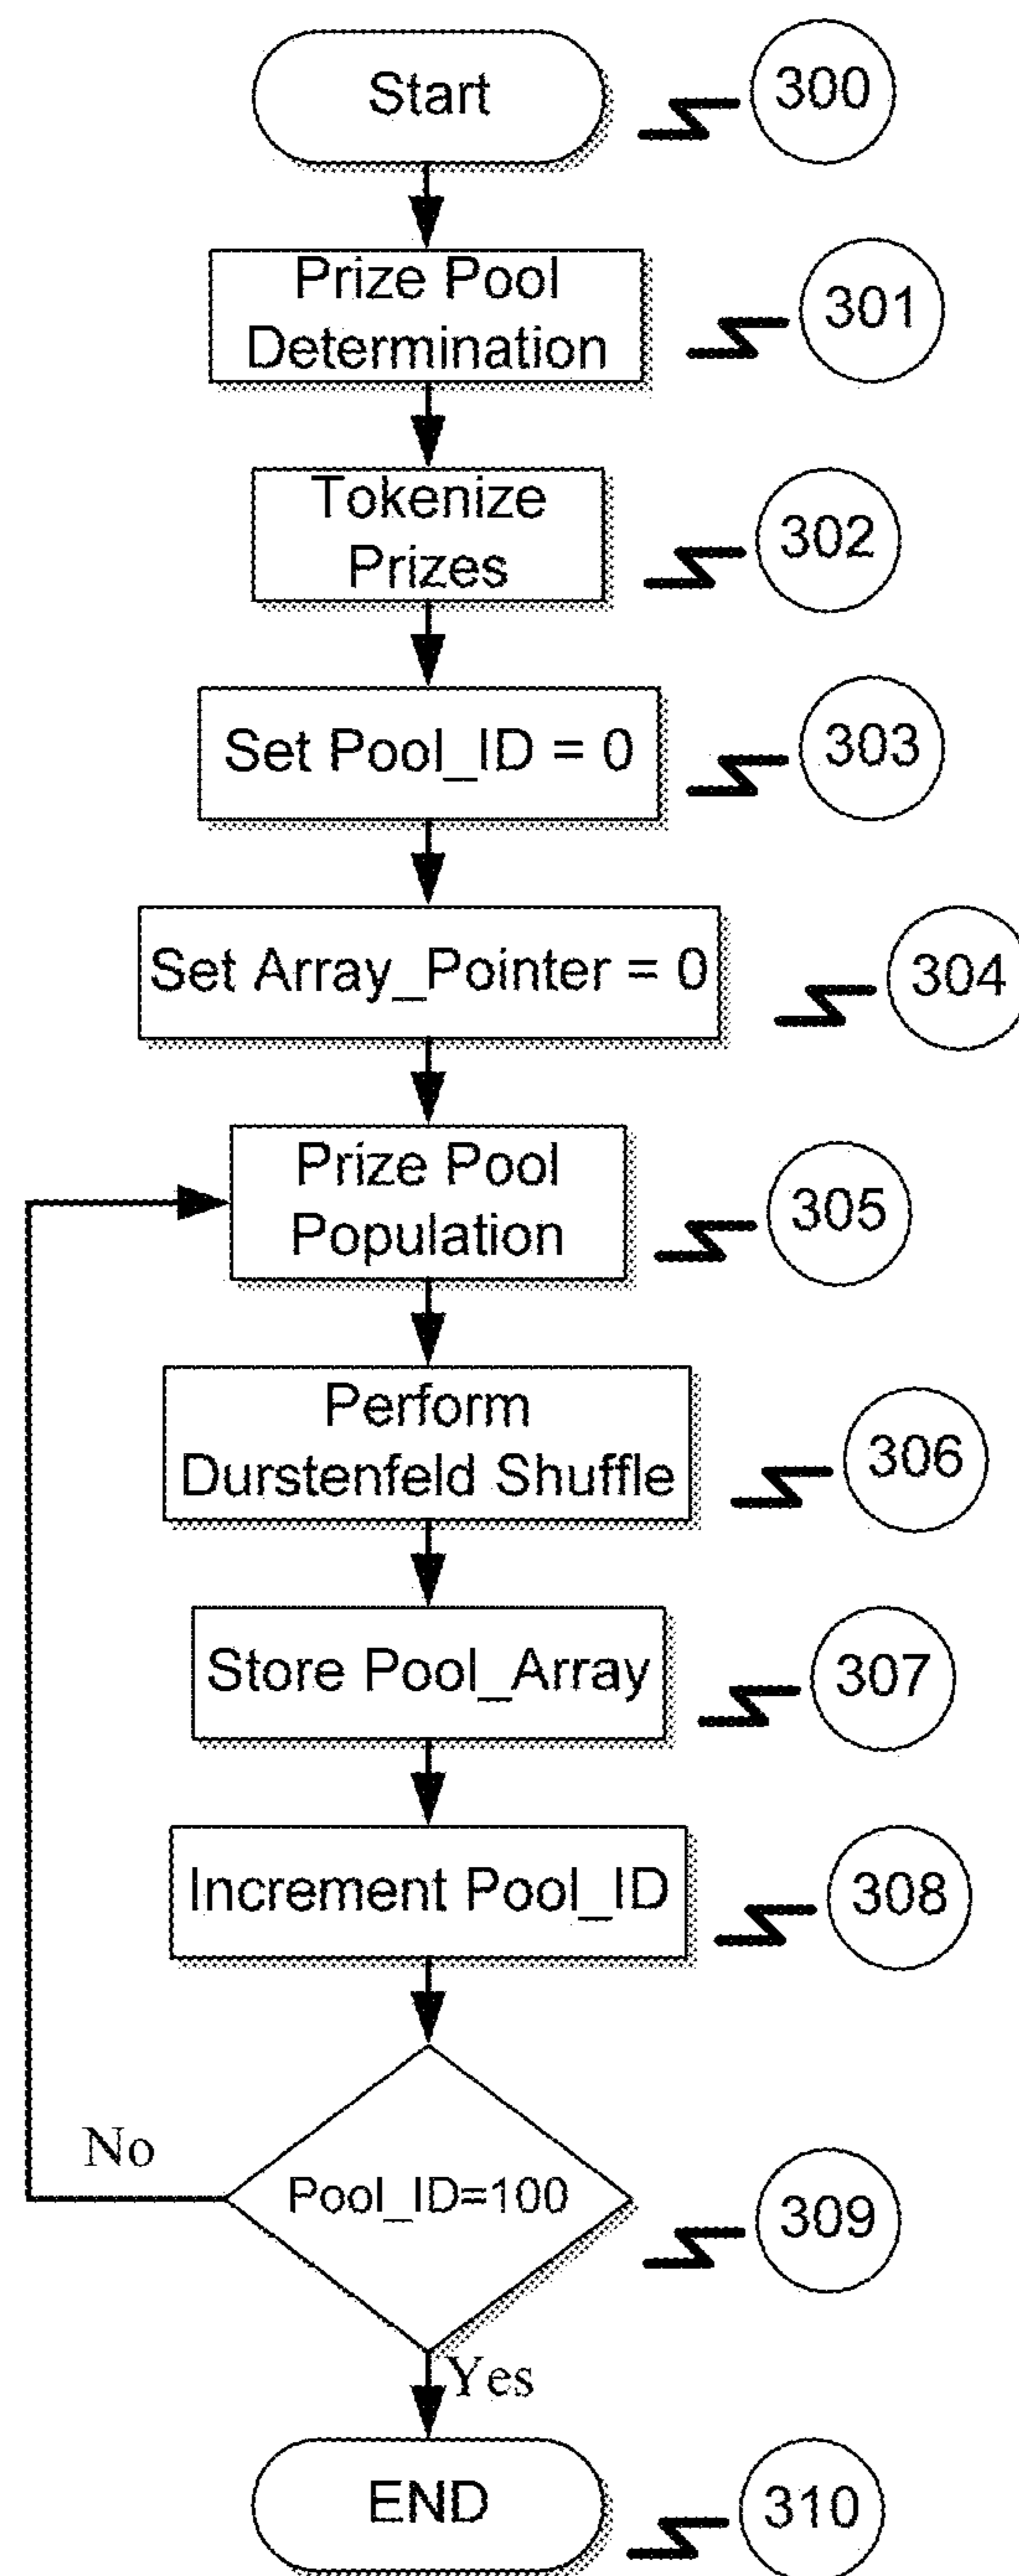 Start
300
Prize Pool
Determination
301
Tokenize
Prizes
302
Set Pool_ID = 0
303
Set Array_Pointer = 0
304
Prize Pool
Population
305
Perform
Durstenfeld Shuffle
306
Store Pool_Array
307
Increment Pool_ID
308
No
Pool_ID=100
309
Yes
END
310